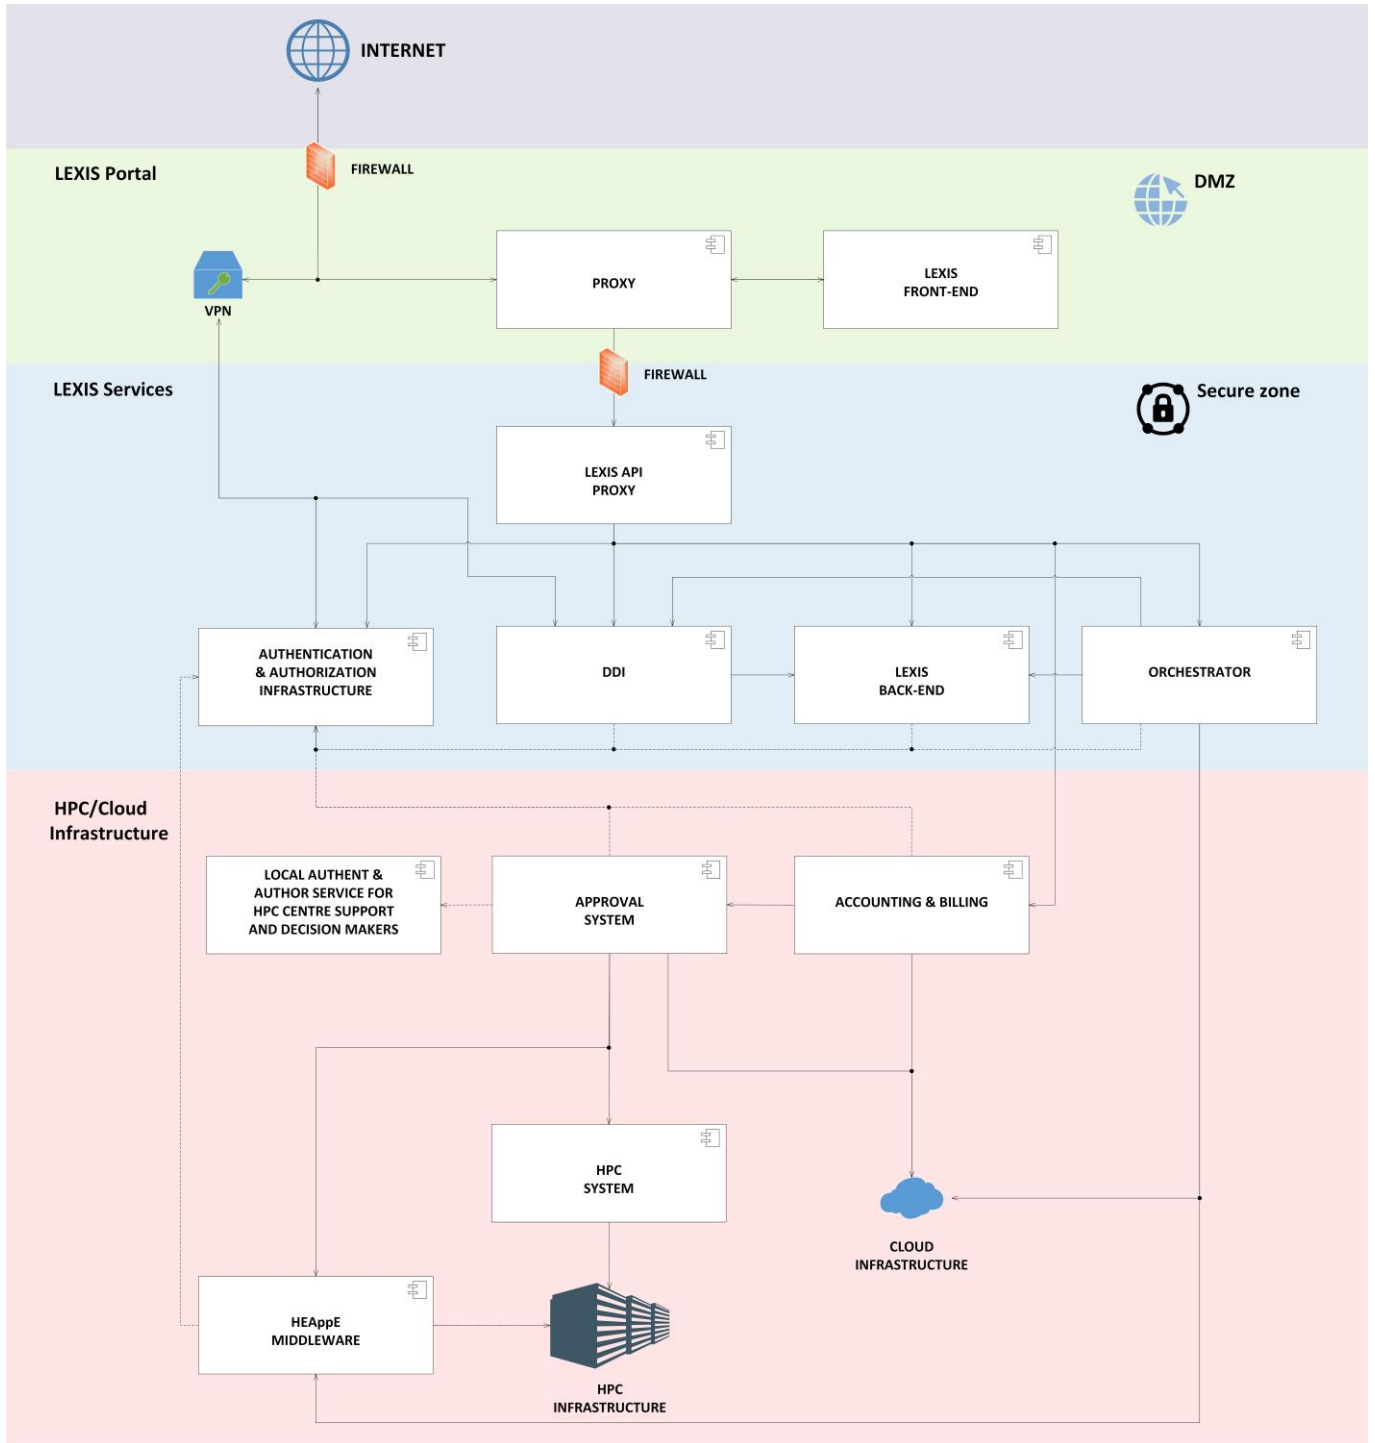 INTERNET
LEXIS Portal
FIREWALL
DMZ
VPN
PROXY
LEXIS
FRONT-END
LEXIS Services
FIREWALL
Secure zone
LEXIS API
PROXY
AUTHENTICATION
& AUTHORIZATION
INFRASTRUCTURE
DDI
LEXIS
BACK-END
ORCHESTRATOR
HPC/Cloud
Infrastructure
LOCAL AUTHENT &
AUTHOR SERVICE FOR
HPC CENTRE SUPPORT
AND DECISION MAKERS
APPROVAL
SYSTEM
ACCOUNTING & BILLING
HPC
SYSTEM
CLOUD
INFRASTRUCTURE
HEAppE
MIDDLEWARE
HPC
INFRASTRUCTURE